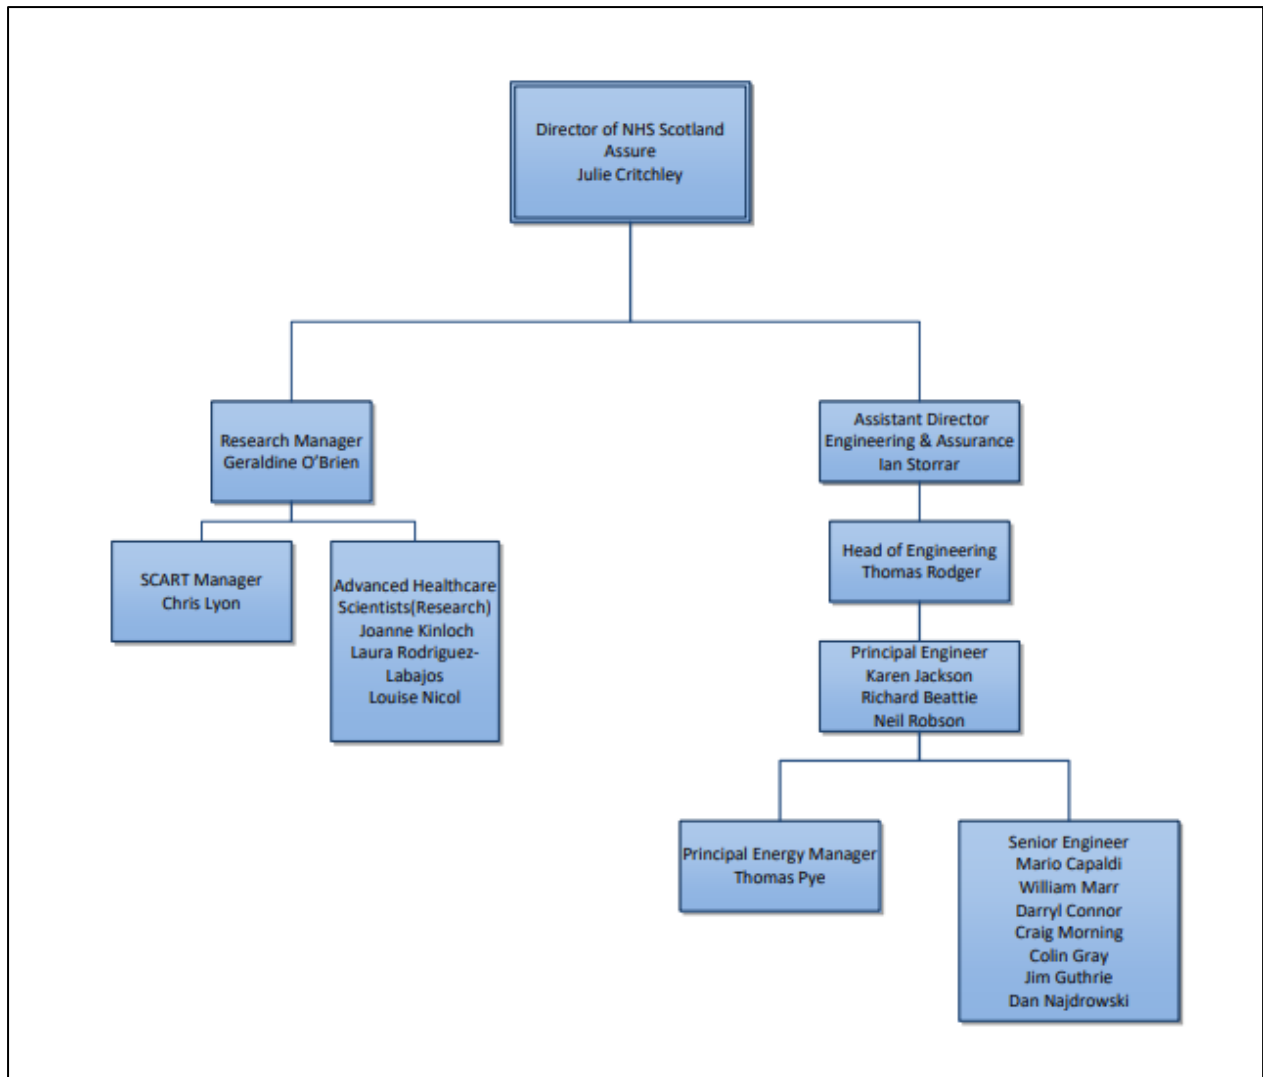 Director of NHS Scotland
Assure
Julie Critchley
Research Manager
Geraldine O’Brien
Assistant Director
Engineering & Assurance
Ian Storrar
SCART Manager
Chris Lyon
Advanced Healthcare
Scientists(Research)
Joanne Kinloch
Laura Rodriguez-
Labajos
Louise Nicol
Head of Engineering
Thomas Rodger
Principal Engineer
Karen Jackson
Richard Beattie
Neil Robson
Principal Energy Manager
Thomas Pye
Senior Engineer
Mario Capaldi
William Marr
Darryl Connor
Craig Morning
Colin Gray
Jim Guthrie
Dan Najdrowski